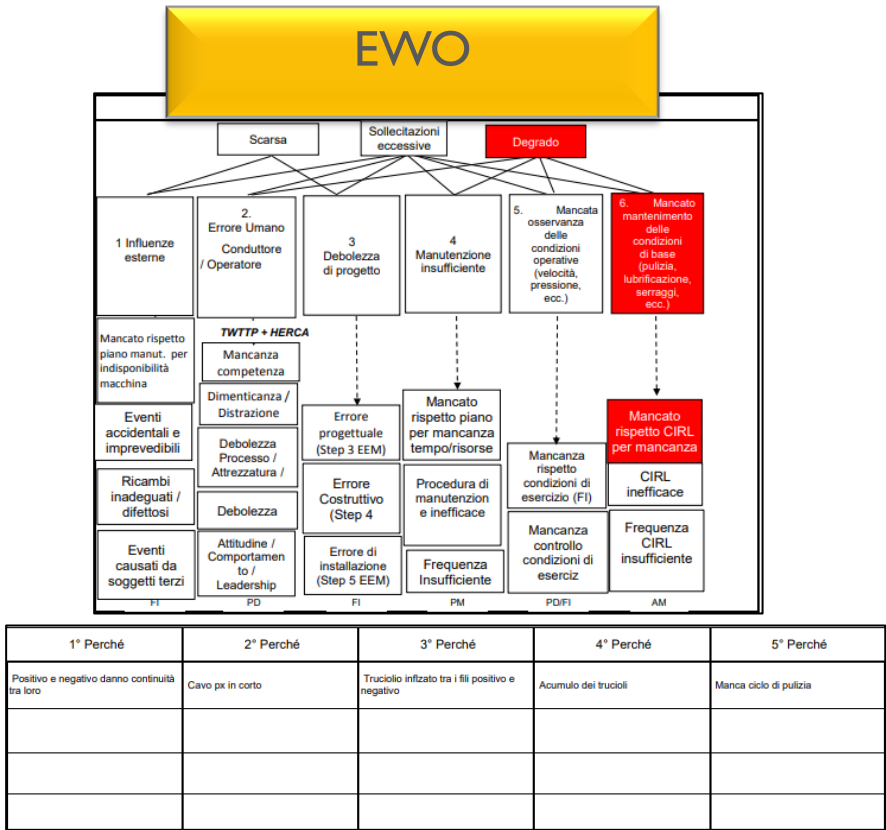 EWO
Scarsa
Sollecitazioni
eccessive
Degrado
1 Influenze
esterne
2.
Errore Umano
Conduttore
/ Operatore
3
Debolezza
di progetto
4
Manutenzione
insufficiente
5. Mancata
osservanza
delle
condizioni
operative
(velocità,
pressione,
ecc.)
6. Mancato
mantenimento
delle
condizioni
di base
(pulizia,
lubrificazione,
serraggi,
ecc.)
TWTTP + HERCA
Mancato rispetto
piano manut. per
indisponibilità
macchina
Eventi
accidentali e
imprevedibili
Ricambi
inadeguati /
difettosi
Eventi
causati da
soggetti terzi
FI
Mancanza
competenza
Dimenticanza /
Distrazione
Debolezza
Processo /
Attrezzatura /
Debolezza
Attitudine /
Comportamen
to /
Leadership
PD
Errore
progettuale
(Step 3 EEM)
Errore
Costruttivo
(Step 4
Errore di
installazione
(Step 5 EEM)
FI
Mancato
rispetto piano
per mancanza
tempo/risorse
Procedura di
manutenzion
e inefficace
Frequenza
Insufficiente
PM
Mancanza
rispetto
condizioni di
esercizio (FI)
Mancanza
controllo
condizioni di
eserciz
PD/FI
Mancato
rispetto CIRL
per mancanza
CIRL
inefficace
Frequenza
CIRL
insufficiente
AM
1° Perché 2° Perché 3° Perché 4° Perché 5° Perché
Positivo e negativo danno continuità
tra loro
Cavo px in corto
Truciolio inflzato tra i fili positivo e
negativo
Acumulo dei trucioli
Manca ciclo di pulizia